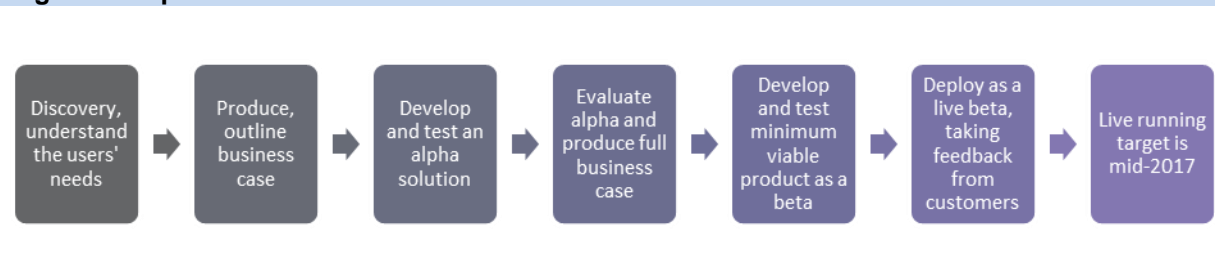 Discovery,
understand
the users'
needs
Produce,
outline
business
case
Develop
and test an
alpha
solution
Evaluate
alpha and
produce full
business
case
Develop
and test
minimum
viable
product as a
beta
Deploy as a
live beta,
taking
feedback
from
customers
Live running
target is
mid-2017